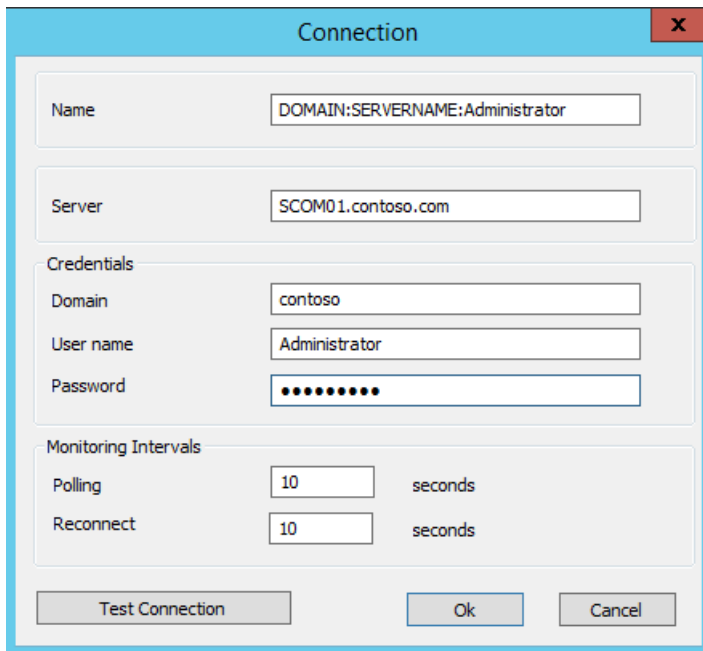 Connection
x
Name DOMAIN:SERVERNAME:Administrator
Server SCOM01.contoso.com
Credentials
Domain contoso
User name Administrator
Password ●●●●●●●●●
Monitoring Intervals
Polling 10 seconds
Reconnect 10 seconds
Test Connection Ok Cancel